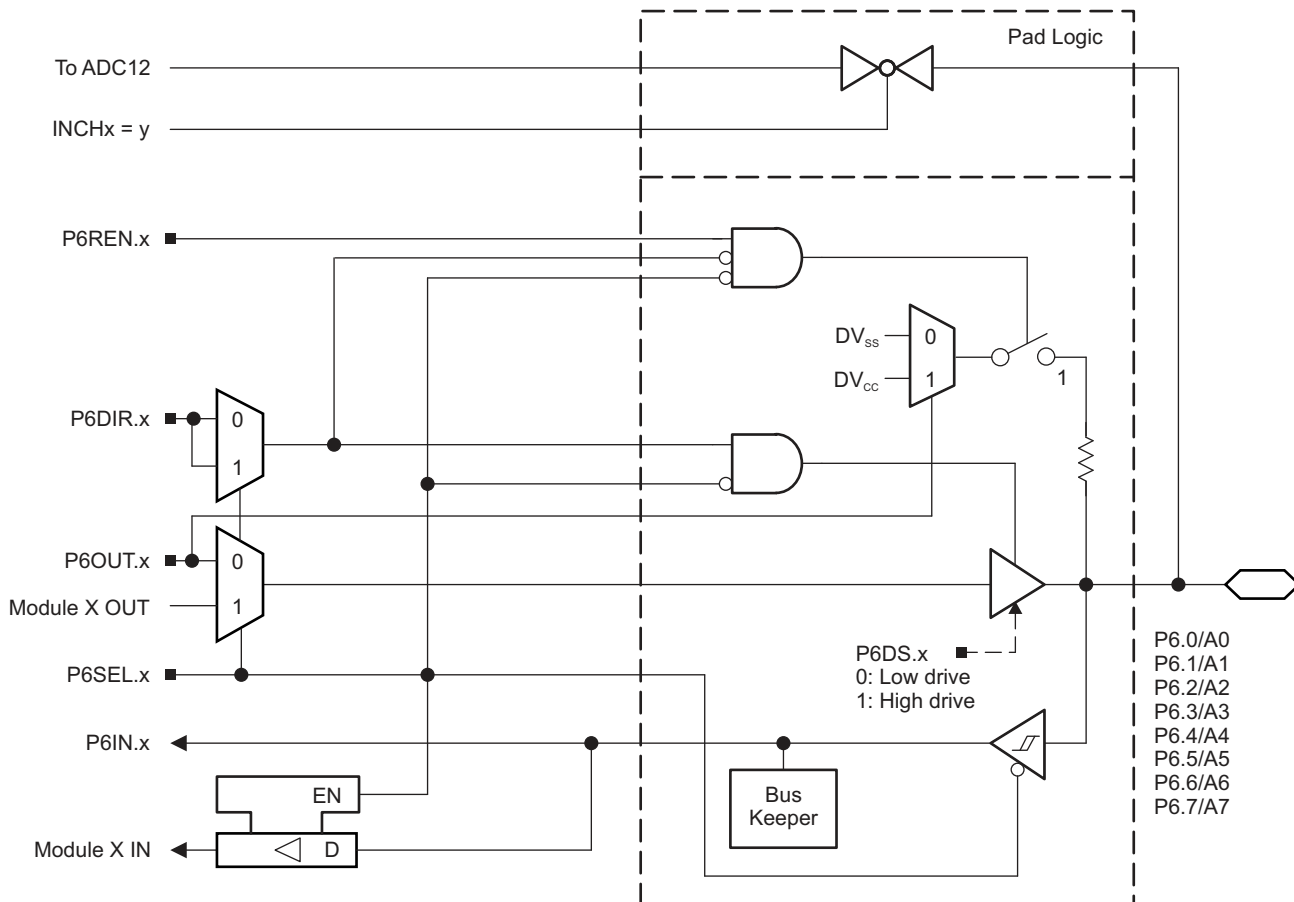 Pad Logic
To ADC12
INCHx = y
P6REN.x
DVSS
0
DVCC
1
1
P6DIR.x
0
1
P6OUT.x
0
Module X OUT
1
P6SEL.x
P6DS.x
0: Low drive
1: High drive
P6.0/A0
P6.1/A1
P6.2/A2
P6.3/A3
P6.4/A4
P6.5/A5
P6.6/A6
P6.7/A7
P6IN.x
Bus
Keeper
EN
Module X IN
D